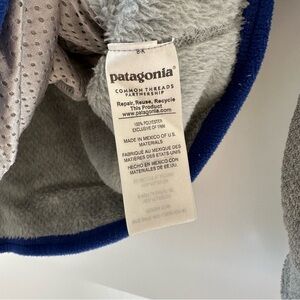 patagonia®
COMMON THREADS
PARTNERSHIP
Repair, Reuse, Recycle
This Product
www.patagonia.com
100% POLYESTER
EXCLUSIVE OF TRIM
MADE IN MEXICO OF U.S.
MATERIALS
FABRIQUÉ AU MEXIQUE DES
MATIÈRES DES ÉTATS-UNIS
HECHO EN MÉXICO CON
MATERIALES DE EE.UU.